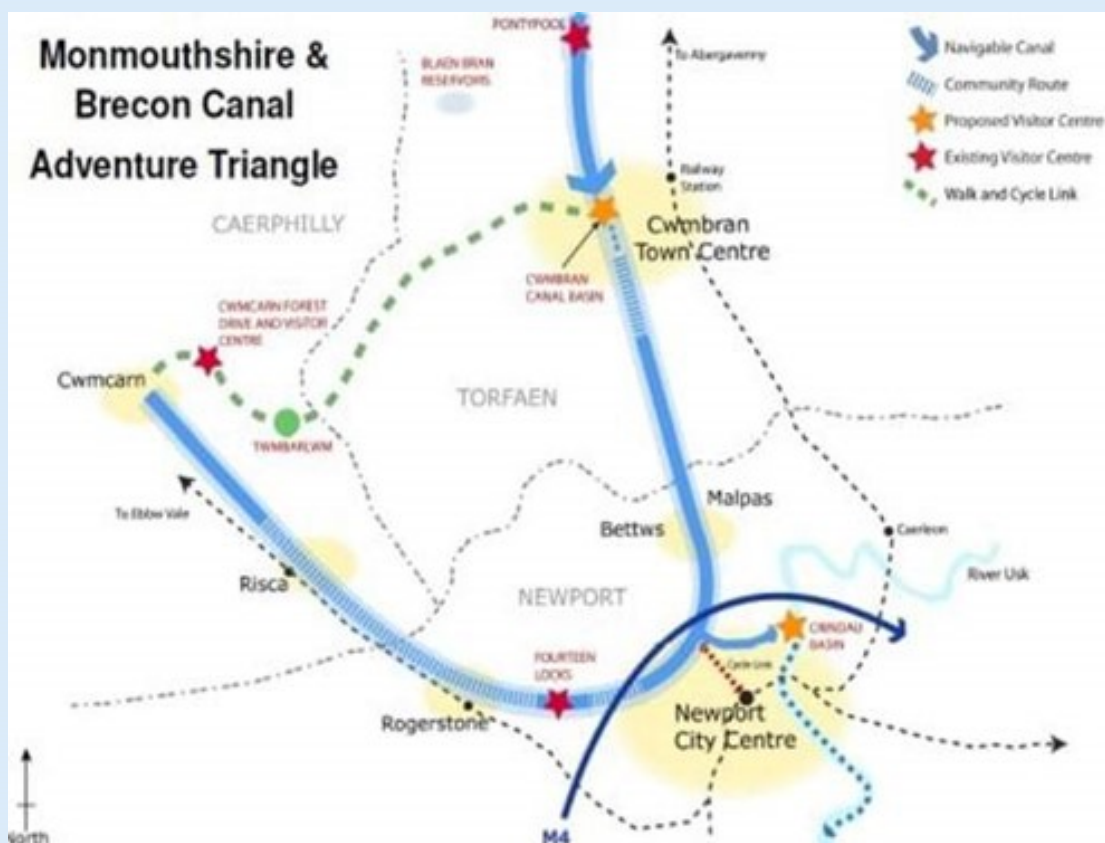 Monmouthshire &
Brecon Canal
Adventure Triangle
PONTYPOOL
BLAEN BRAN
RESERVOIRS
To Abergavenny
Navigable Canal
Community Route
Proposed Visitor Centre
Existing Visitor Centre
Walk and Cycle Link
Railway
Station
CAERPHILLY
Cwmbran
Town Centre
CWMBRAN
CANAL BASIN
CWMCARN FOREST
DRIVE AND VISITOR
CENTRE
Cwmcarn
TORFAEN
TWMBARLWM
To Ebbw Vale
Malpas
Bettws
Caerleon
River Usk
Risca
NEWPORT
CRINDAU
BASIN
FOURTEEN
LOCKS
Cycle Link
Rogerstone
Newport
City Centre
M4
North